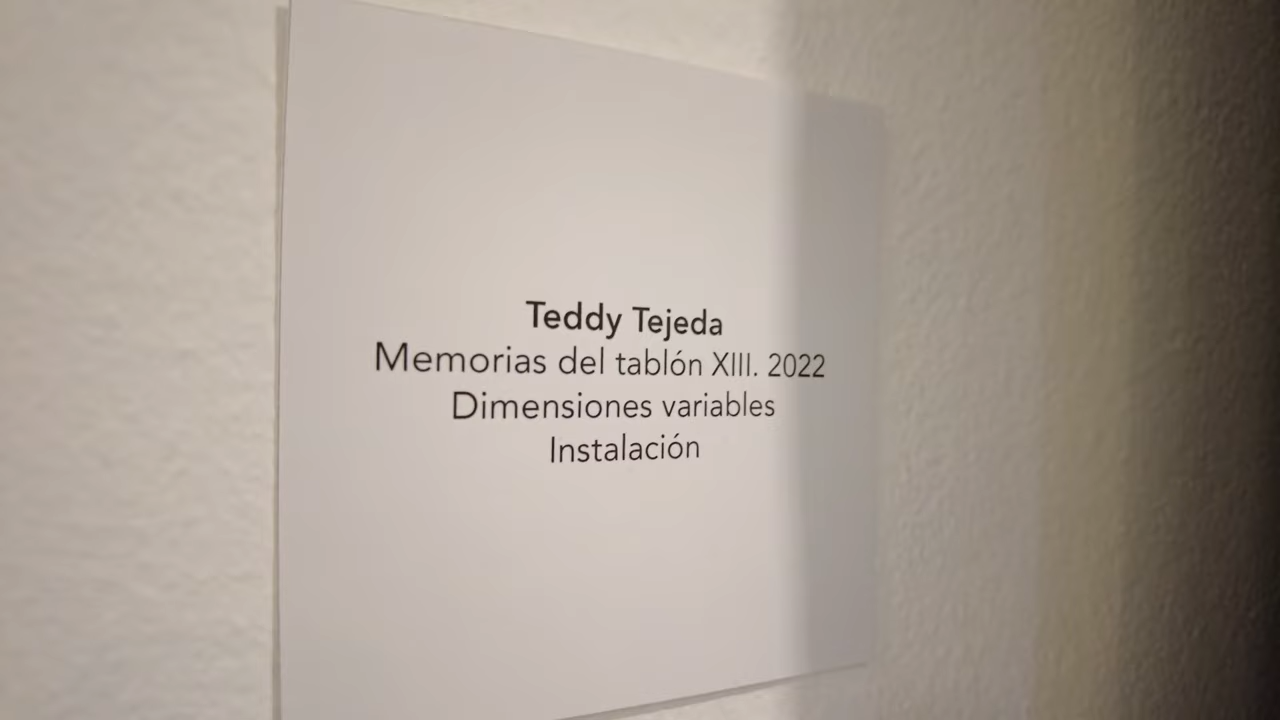 Teddy Tejeda
Memorias del tablón XIII. 2022
Dimensiones variables
Instalación